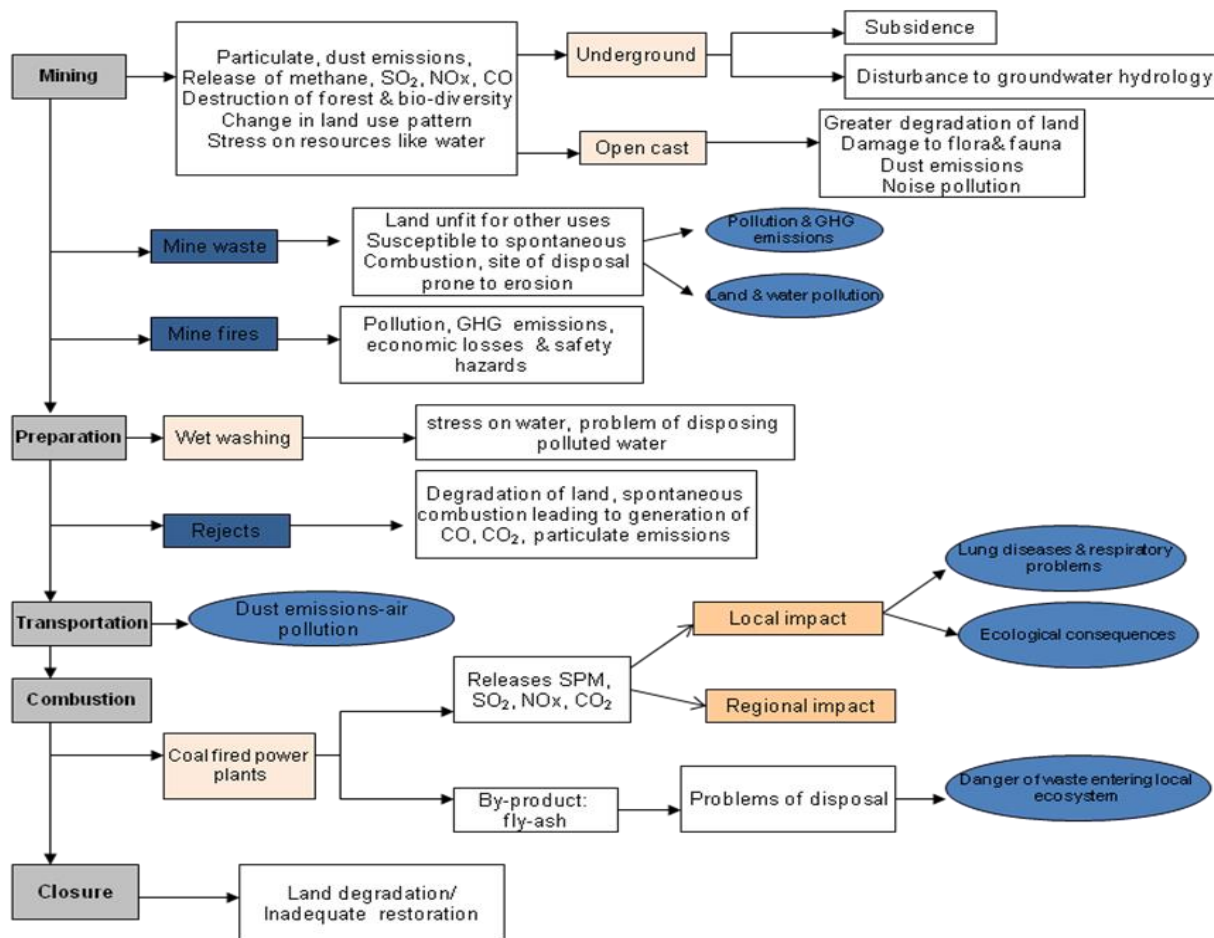 Mining
Particulate, dust emissions,
Release of methane, SO₂, NOx, CO
Destruction of forest & bio-diversity
Change in land use pattern
Stress on resources like water
Underground
Subsidence
Disturbance to groundwater hydrology
Open cast
Greater degradation of land
Damage to flora& fauna
Dust emissions
Noise pollution
Mine waste
Land unfit for other uses
Susceptible to spontaneous
Combustion, site of disposal
prone to erosion
Pollution & GHG
emissions
Land & water pollution
Mine fires
Pollution, GHG emissions,
economic losses & safety
hazards
Preparation
Wet washing
stress on water, problem of disposing
polluted water
Rejects
Degradation of land, spontaneous
combustion leading to generation of
CO, CO₂, particulate emissions
Transportation
Dust emissions-air
pollution
Combustion
Coal fired power
plants
Releases SPM,
SO₂, NOx, CO₂
Local impact
Lung diseases & respiratory
problems
Ecological consequences
Regional impact
By-product:
fly-ash
Problems of disposal
Danger of waste entering local
ecosystem
Closure
Land degradation/
Inadequate restoration